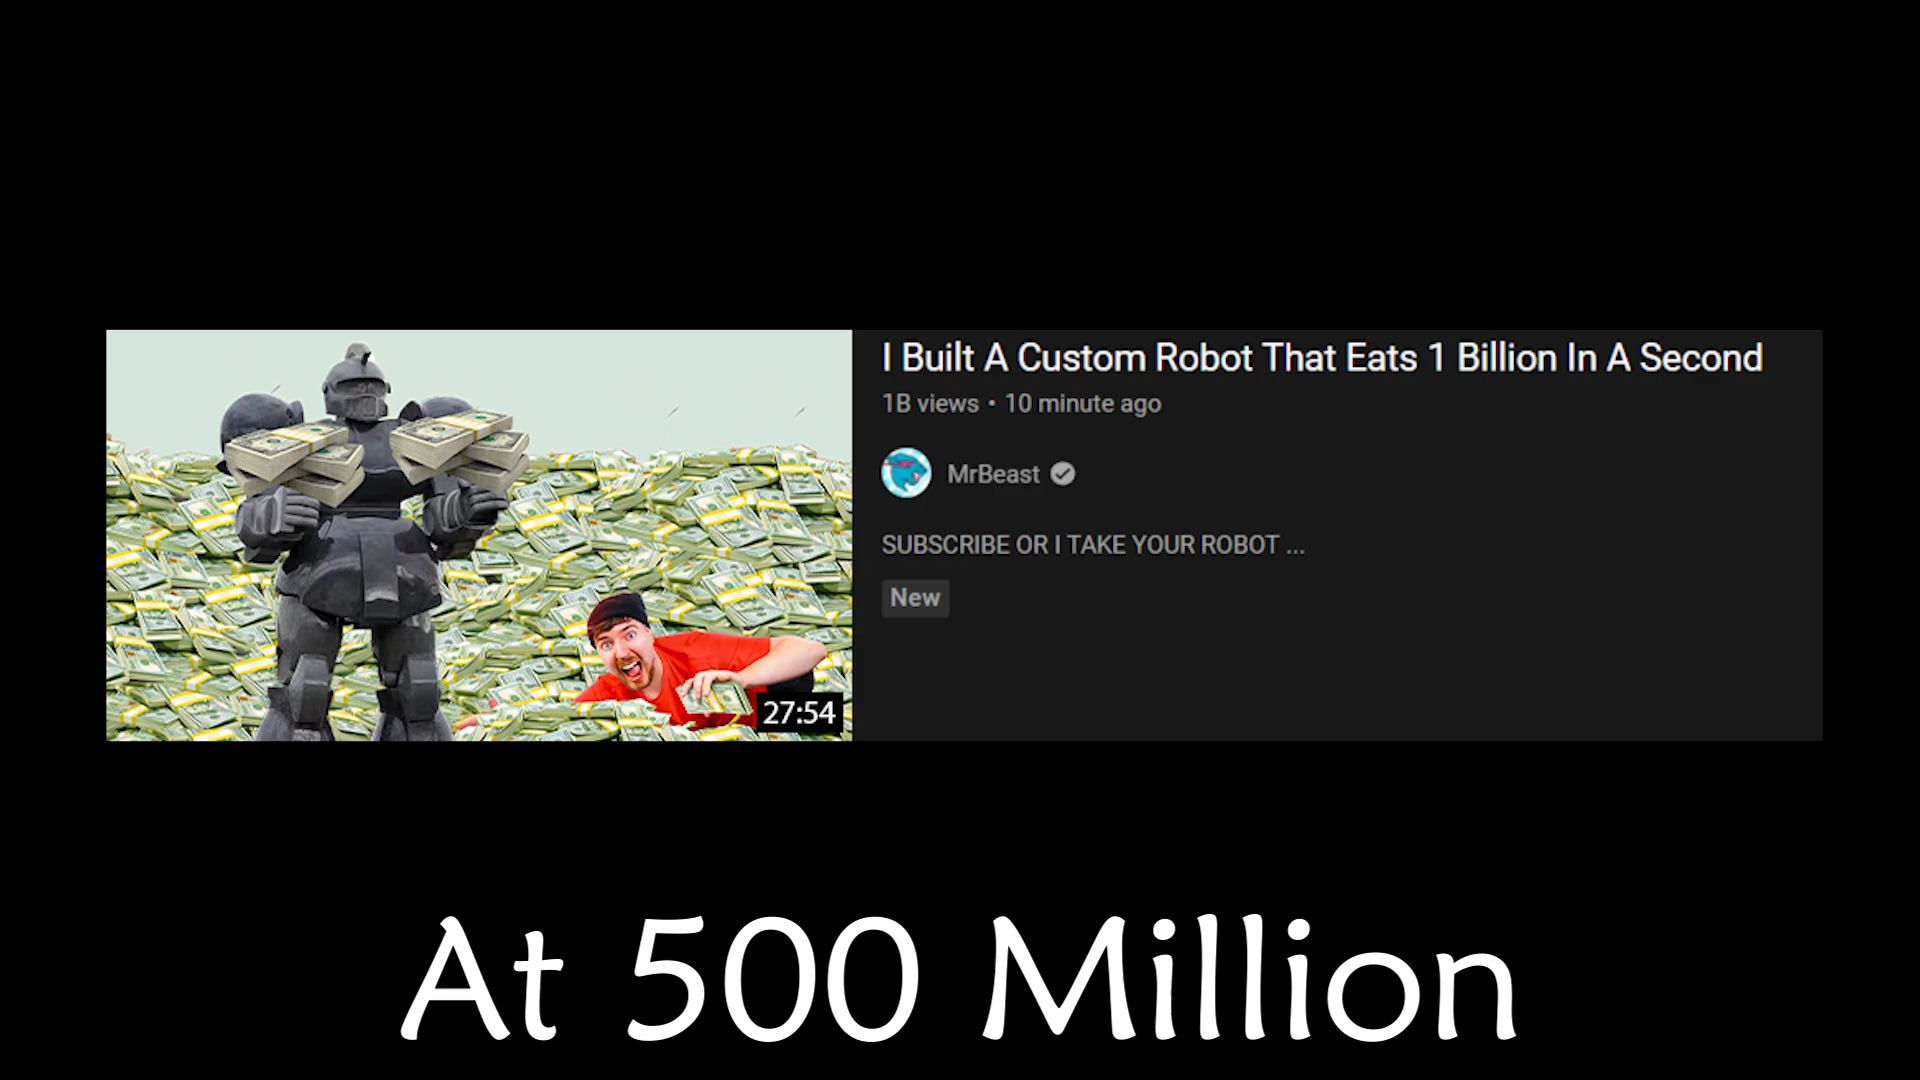 I Built A Custom Robot That Eats 1 Billion In A Second
1B views • 10 minute ago
MrBeast
SUBSCRIBE OR I TAKE YOUR ROBOT ...
New
27:54
At 500 Million